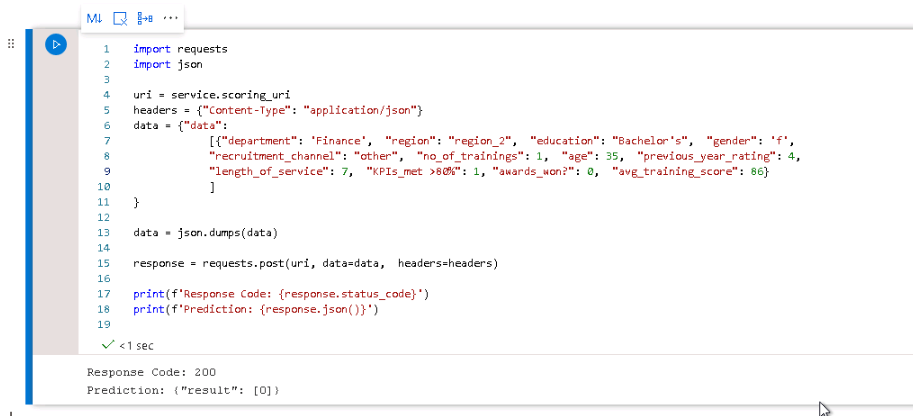 M↓
1 import requests
2 import json
3
4 uri = service.scoring_uri
5 headers = {"Content-Type": "application/json"}
6 data = {"data":
7 [{"department": 'Finance', "region": "region_2", "education": "Bachelor's", "gender": 'f',
8 "recruitment_channel": "other", "no_of_trainings": 1, "age": 35, "previous_year_rating": 4,
9 "length_of_service": 7, "KPIs_met >80%": 1, "awards_won?": 0, "avg_training_score": 86}
10 ]
11 }
12
13 data = json.dumps(data)
14
15 response = requests.post(uri, data=data, headers=headers)
16
17 print(f'Response Code: {response.status_code}')
18 print(f'Prediction: {response.json()}')
19
<1 sec
Response Code: 200
Prediction: {"result": [0]}